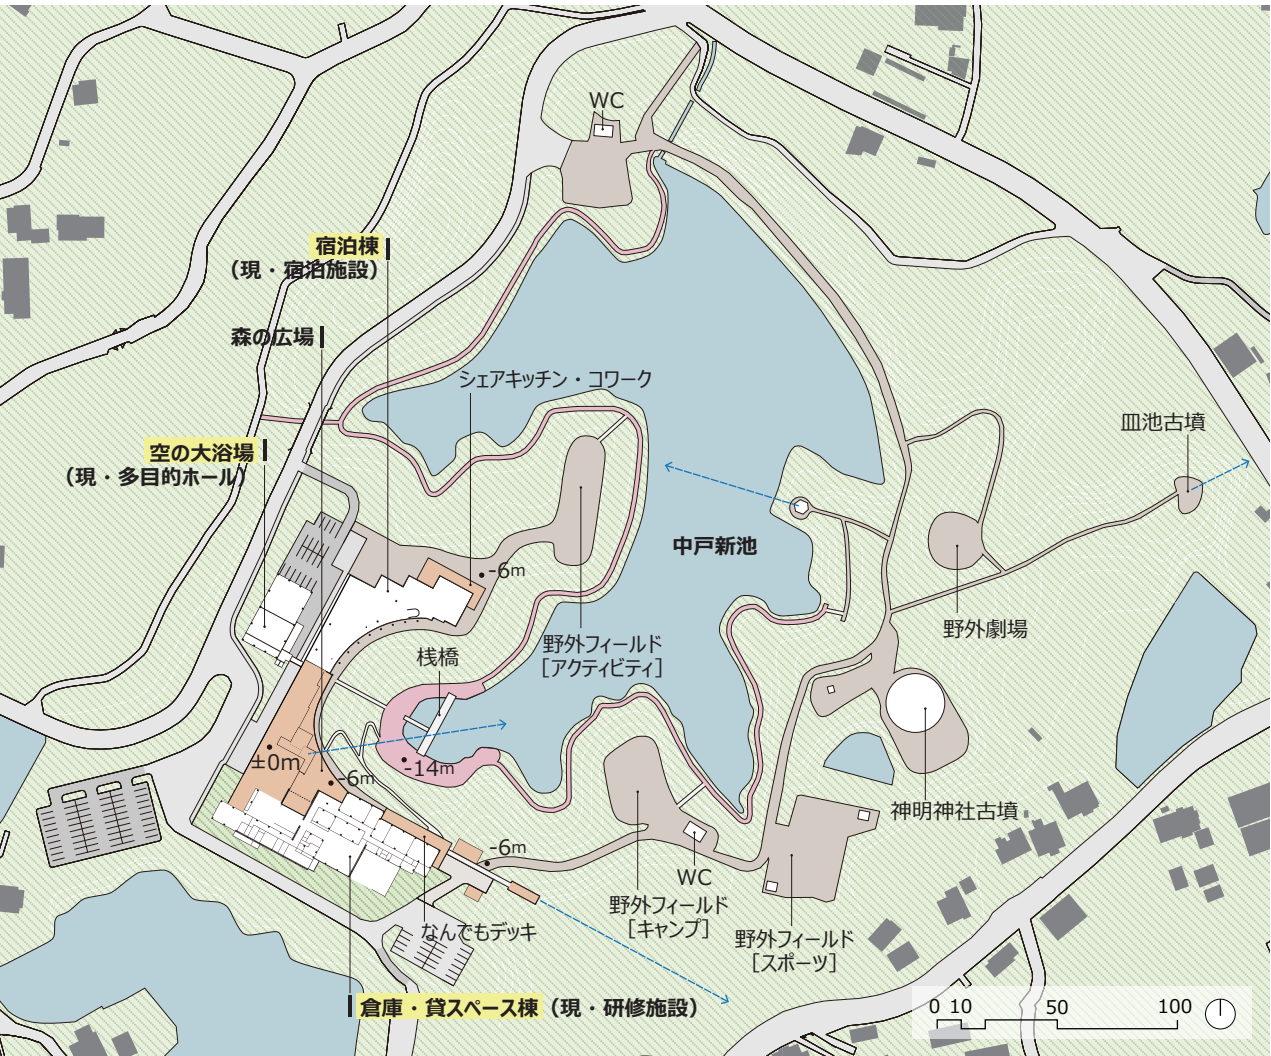 WC
宿泊棟
（現・宿泊施設）
森の広場
シェアキッチン・コワーク
皿池古墳
空の大浴場
（現・多目的ホール）
中戸新池
-6m
野外フィールド
［アクティビティ］
野外劇場
桟橋
±0m
-6m
-14m
神明神社古墳
-6m
WC
野外フィールド
［キャンプ］
なんでもデッキ
野外フィールド
［スポーツ］
倉庫・貸スペース棟（現・研修施設）
0 10 50 100